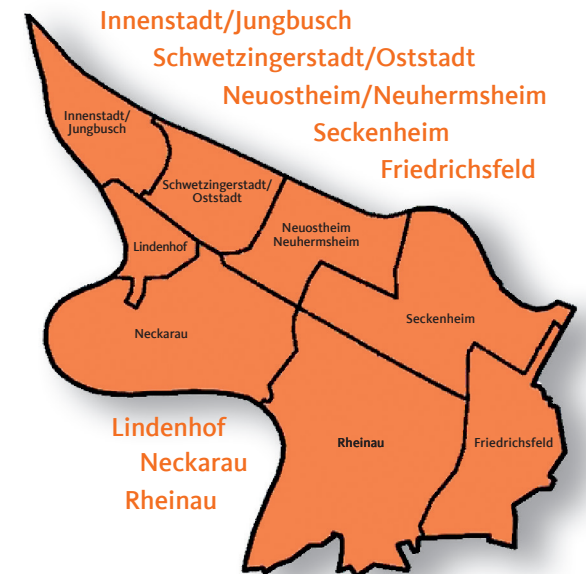 Innenstadt/Jungbusch
Schwetzingerstadt/Oststadt
Neuostheim/Neuhermsheim
Seckenheim
Friedrichsfeld
Innenstadt/
Jungbusch
Schwetzingerstadt/
Oststadt
Neuostheim
Neuhermsheim
Lindenhof
Seckenheim
Neckarau
Rheinau
Friedrichsfeld
Lindenhof
Neckarau
Rheinau